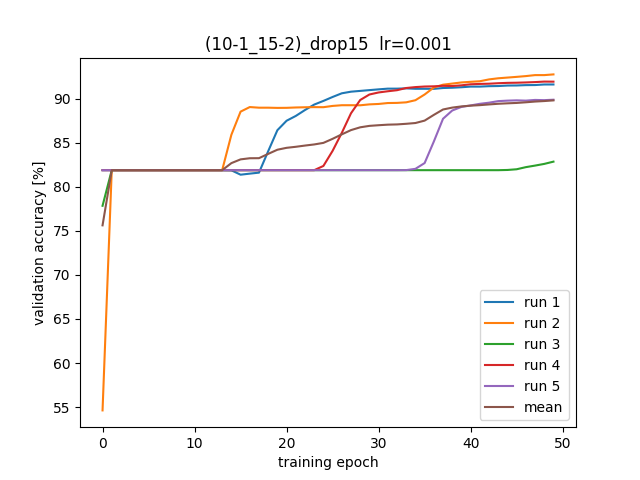 (10-1_15-2)_drop15  lr=0.001
validation accuracy [%]
90
85
80
75
70
65
60
55
0
10
20
30
40
50
training epoch
run 1
run 2
run 3
run 4
run 5
mean